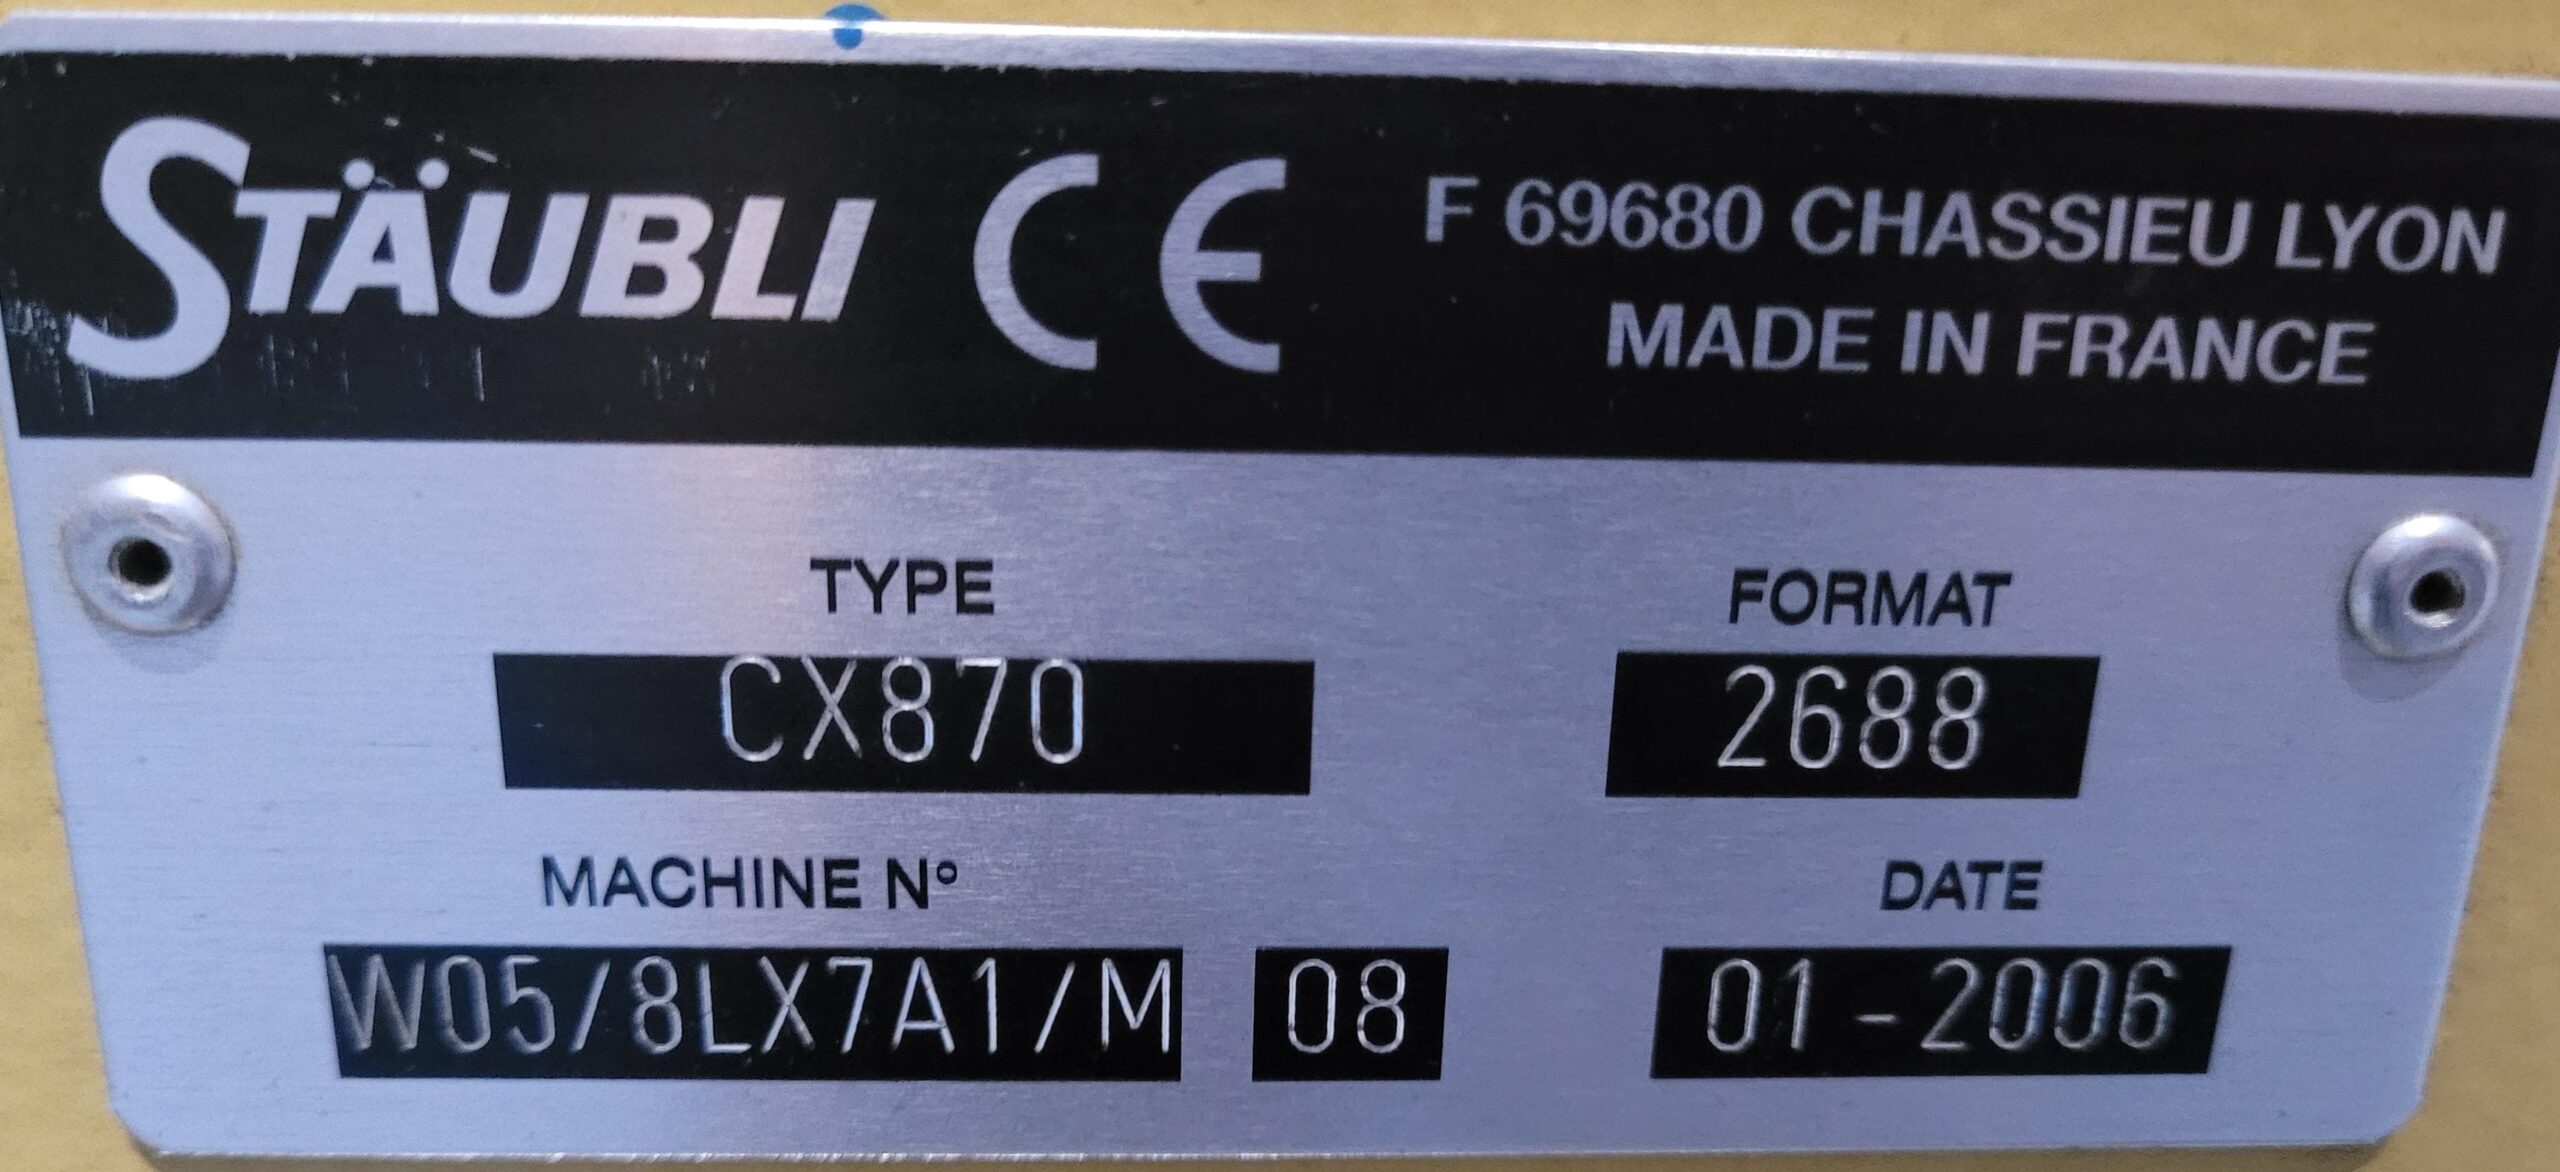 STÄUBLI CE F 69680 CHASSIEU LYON
MADE IN FRANCE
TYPE FORMAT
CX870 2688
MACHINE Nº DATE
W05/8LX7A1/M 08 01-2006